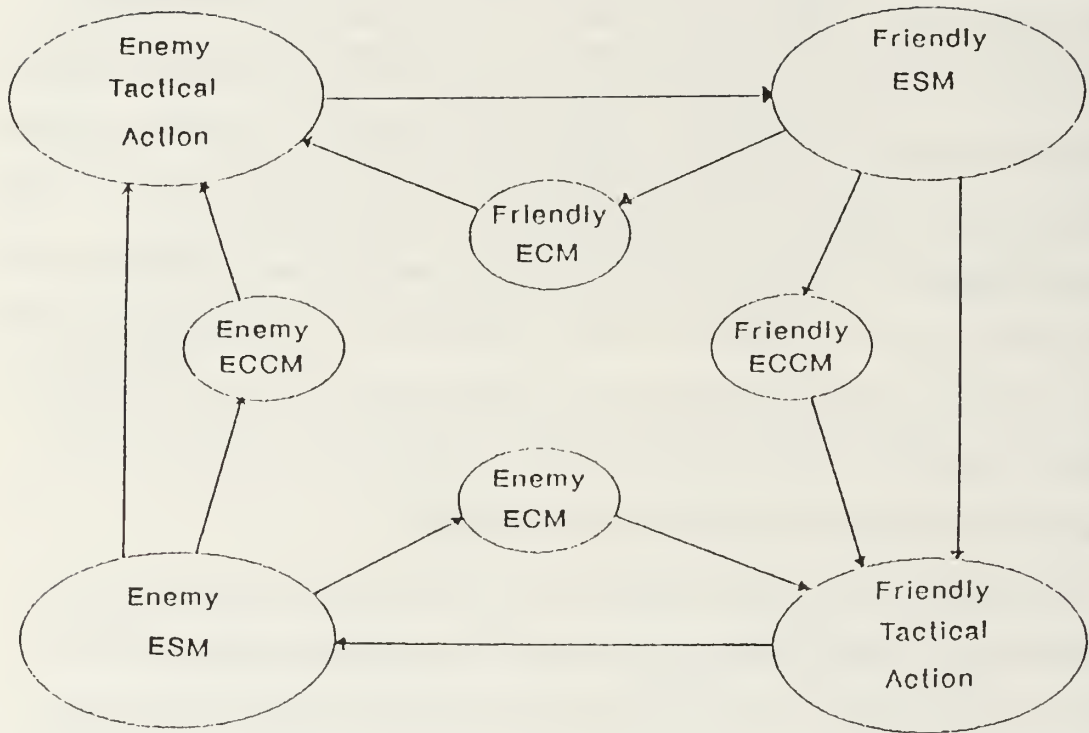 Enemy
Tactical
Action
Friendly
ESM
Friendly
ECM
Enemy
ECCM
Friendly
ECCM
Enemy
ECM
Enemy
ESM
Friendly
Tactical
Action